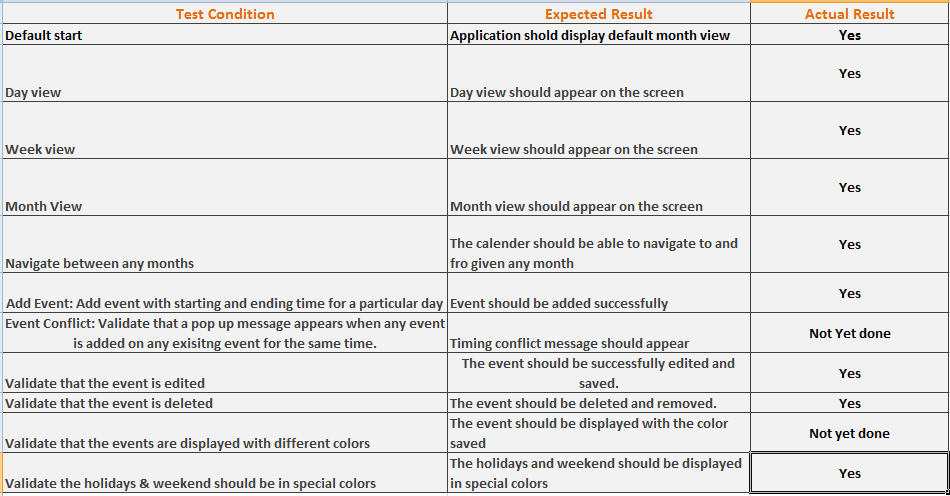 Test Condition Expected Result Actual Result
Default start Application shold display default month view Yes
Day view Day view should appear on the screen Yes
Week view Week view should appear on the screen Yes
Month View Month view should appear on the screen Yes
Navigate between any months
The calender should be able to navigate to and
fro given any month
Yes
Add Event: Add event with starting and ending time for a particular day Event should be added successfully Yes
Event Conflict: Validate that a pop up message appears when any event
is added on any exisitng event for the same time.
Timing conflict message should appear
Not Yet done
Validate that the event is edited
The event should be successfully edited and
saved.
Yes
Validate that the event is deleted The event should be deleted and removed. Yes
Validate that the events are displayed with different colors
The event should be displayed with the color
saved
Not yet done
Validate the holidays & weekend should be in special colors
The holidays and weekend should be displayed
in special colors
Yes